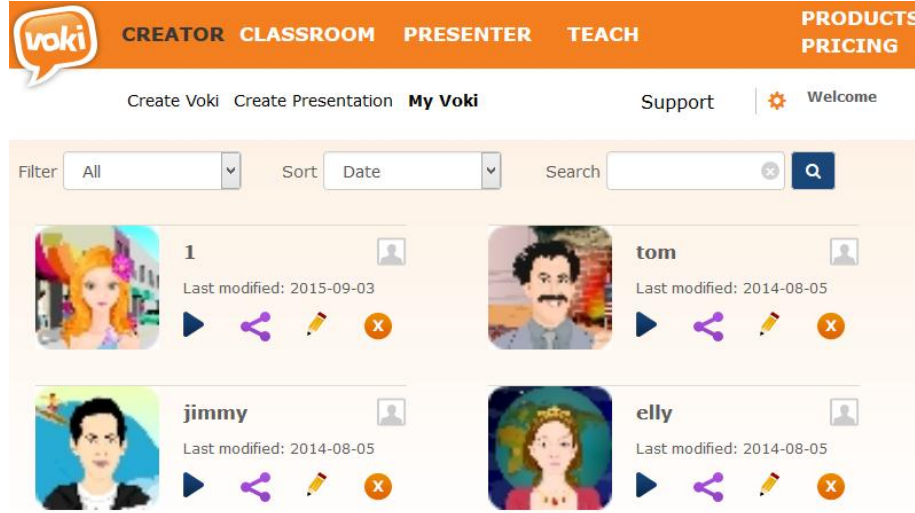 voki
CREATOR CLASSROOM PRESENTER TEACH PRODUCTS
PRICING
Create Voki Create Presentation My Voki Support Welcome
Filter All Sort Date Search
1 tom
Last modified: 2015-09-03 Last modified: 2014-08-05
X X
jimmy elly
Last modified: 2014-08-05 Last modified: 2014-08-05
X X